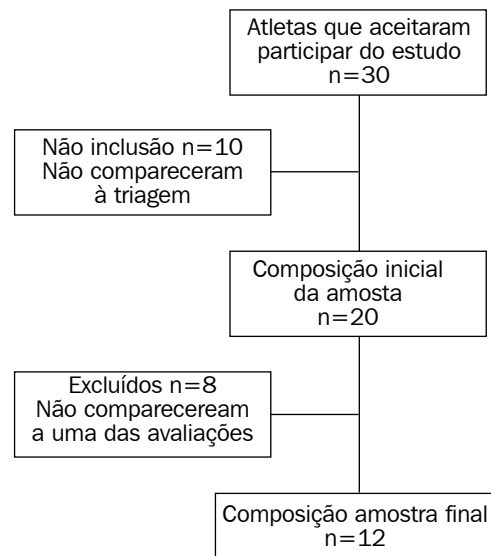 Atletas que aceitaram
participar do estudo
n=30
Não inclusão n=10
Não compareceram
à triagem
Composição inicial
da amosta
n=20
Excluídos n=8
Não compareceream
a uma das avaliações
Composição amostra final
n=12